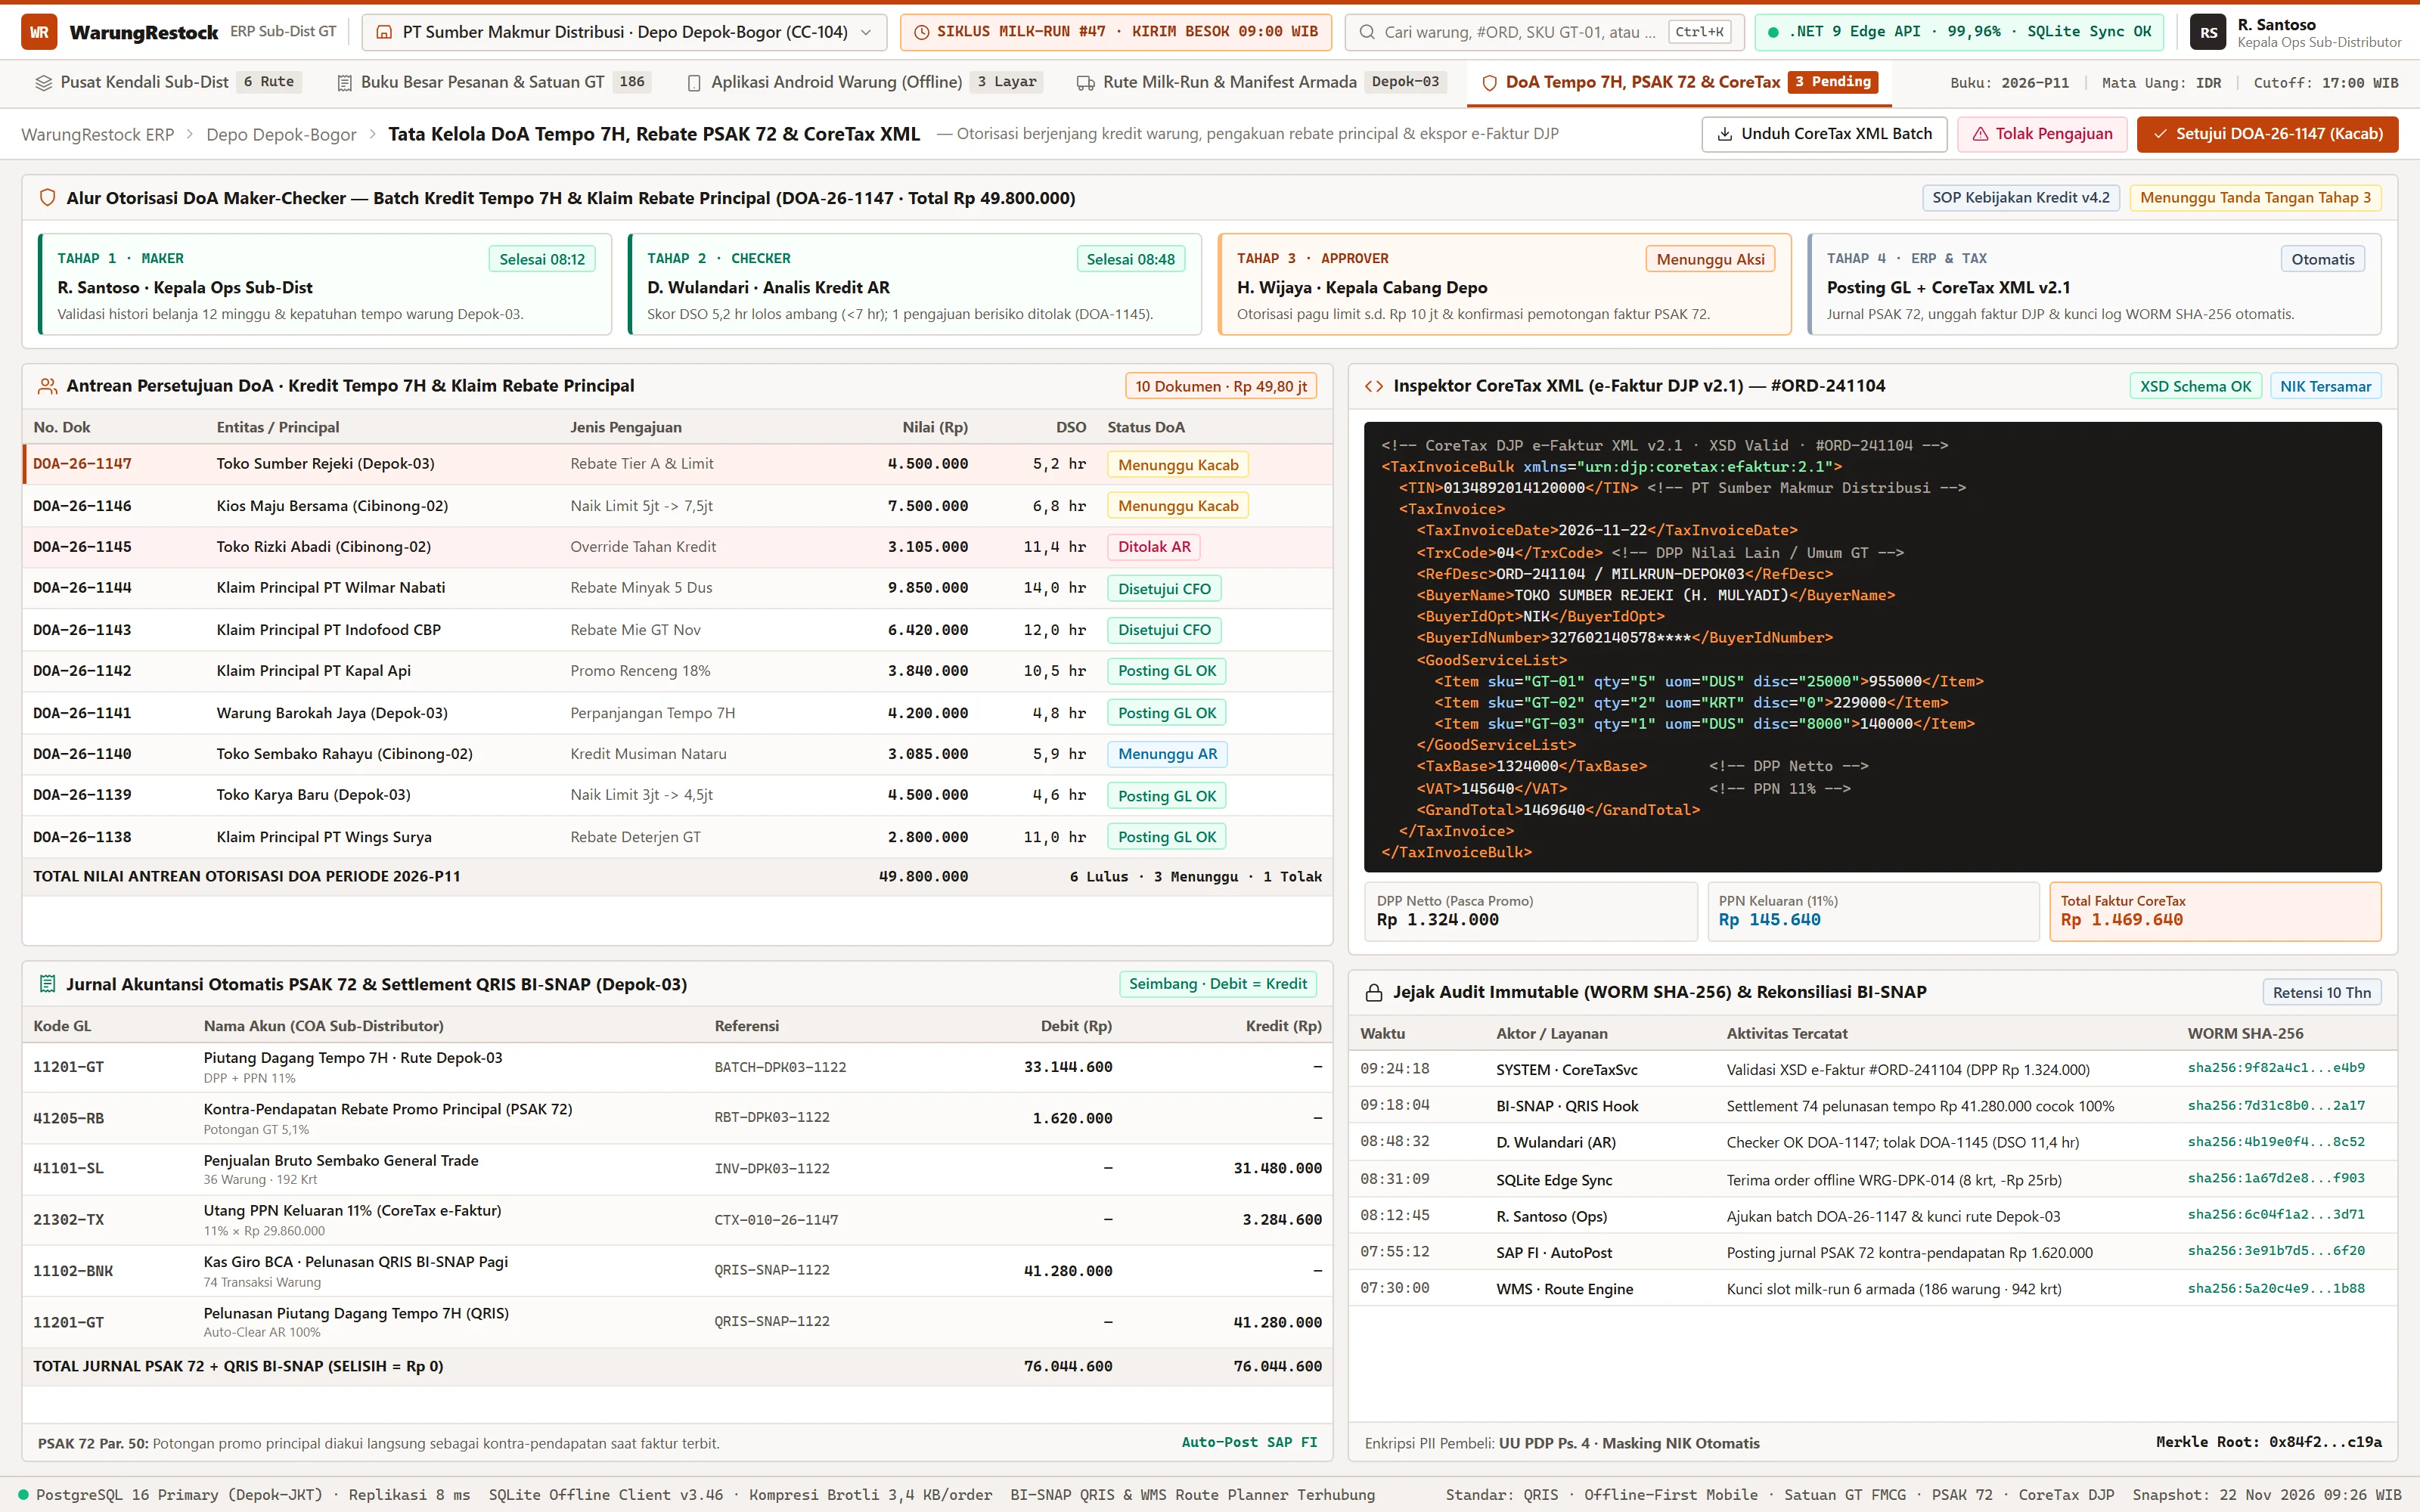 WR WarungRestock ERP Sub-Dist GT PT Sumber Makmur Distribusi · Depo Depok-Bogor (CC-104) SIKLUS MILK-RUN #47 · KIRIM BESOK 09:00 WIB Cari warung, #ORD, SKU GT-01, atau ... Ctrl+K .NET 9 Edge API · 99,96% · SQLite Sync OK RS R. Santoso
Kepala Ops Sub-Distributor
Pusat Kendali Sub-Dist 6 Rute Buku Besar Pesanan & Satuan GT 186 Aplikasi Android Warung (Offline) 3 Layar Rute Milk-Run & Manifest Armada Depok-03 DoA Tempo 7H, PSAK 72 & CoreTax 3 Pending Buku: 2026-P11 | Mata Uang: IDR | Cutoff: 17:00 WIB
WarungRestock ERP > Depo Depok-Bogor > Tata Kelola DoA Tempo 7H, Rebate PSAK 72 & CoreTax XML — Otorisasi berjenjang kredit warung, pengakuan rebate principal & ekspor e-Faktur DJP Unduh CoreTax XML Batch Tolak Pengajuan Setujui DOA-26-1147 (Kacab)
Alur Otorisasi DoA Maker-Checker — Batch Kredit Tempo 7H & Klaim Rebate Principal (DOA-26-1147 · Total Rp 49.800.000) SOP Kebijakan Kredit v4.2 Menunggu Tanda Tangan Tahap 3
TAHAP 1 · MAKER Selesai 08:12
R. Santoso · Kepala Ops Sub-Dist
Validasi histori belanja 12 minggu & kepatuhan tempo warung Depok-03.
TAHAP 2 · CHECKER Selesai 08:48
D. Wulandari · Analis Kredit AR
Skor DSO 5,2 hr lolos ambang (<7 hr); 1 pengajuan berisiko ditolak (DOA-1145).
TAHAP 3 · APPROVER Menunggu Aksi
H. Wijaya · Kepala Cabang Depo
Otorisasi pagu limit s.d. Rp 10 jt & konfirmasi pemotongan faktur PSAK 72.
TAHAP 4 · ERP & TAX Otomatis
Posting GL + CoreTax XML v2.1
Jurnal PSAK 72, unggah faktur DJP & kunci log WORM SHA-256 otomatis.
Antrean Persetujuan DoA · Kredit Tempo 7H & Klaim Rebate Principal 10 Dokumen · Rp 49,80 jt
No. Dok Entitas / Principal Jenis Pengajuan Nilai (Rp) DSO Status DoA
DOA-26-1147 Toko Sumber Rejeki (Depok-03) Rebate Tier A & Limit 4.500.000 5,2 hr Menunggu Kacab
DOA-26-1146 Kios Maju Bersama (Cibinong-02) Naik Limit 5jt -> 7,5jt 7.500.000 6,8 hr Menunggu Kacab
DOA-26-1145 Toko Rizki Abadi (Cibinong-02) Override Tahan Kredit 3.105.000 11,4 hr Ditolak AR
DOA-26-1144 Klaim Principal PT Wilmar Nabati Rebate Minyak 5 Dus 9.850.000 14,0 hr Disetujui CFO
DOA-26-1143 Klaim Principal PT Indofood CBP Rebate Mie GT Nov 6.420.000 12,0 hr Disetujui CFO
DOA-26-1142 Klaim Principal PT Kapal Api Promo Renceng 18% 3.840.000 10,5 hr Posting GL OK
DOA-26-1141 Warung Barokah Jaya (Depok-03) Perpanjangan Tempo 7H 4.200.000 4,8 hr Posting GL OK
DOA-26-1140 Toko Sembako Rahayu (Cibinong-02) Kredit Musiman Nataru 3.085.000 5,9 hr Menunggu AR
DOA-26-1139 Toko Karya Baru (Depok-03) Naik Limit 3jt -> 4,5jt 4.500.000 4,6 hr Posting GL OK
DOA-26-1138 Klaim Principal PT Wings Surya Rebate Deterjen GT 2.800.000 11,0 hr Posting GL OK
TOTAL NILAI ANTREAN OTORISASI DOA PERIODE 2026-P11 49.800.000 6 Lulus · 3 Menunggu · 1 Tolak
Inspektor CoreTax XML (e-Faktur DJP v2.1) — #ORD-241104 XSD Schema OK NIK Tersamar
<!-- CoreTax DJP e-Faktur XML v2.1 · XSD Valid · #ORD-241104 -->
<TaxInvoiceBulk xmlns="urn:djp:coretax:efaktur:2.1">
<TIN>0134892014120000</TIN> <!-- PT Sumber Makmur Distribusi -->
<TaxInvoice>
<TaxInvoiceDate>2026-11-22</TaxInvoiceDate>
<TrxCode>04</TrxCode> <!-- DPP Nilai Lain / Umum GT -->
<RefDesc>ORD-241104 / MILKRUN-DEPOK03</RefDesc>
<BuyerName>TOKO SUMBER REJEKI (H. MULYADI)</BuyerName>
<BuyerIdOpt>NIK</BuyerIdOpt>
<BuyerIdNumber>327602140578****</BuyerIdNumber>
<GoodServiceList>
<Item sku="GT-01" qty="5" uom="DUS" disc="25000">955000</Item>
<Item sku="GT-02" qty="2" uom="KRT" disc="0">229000</Item>
<Item sku="GT-03" qty="1" uom="DUS" disc="8000">140000</Item>
</GoodServiceList>
<TaxBase>1324000</TaxBase> <!-- DPP Netto -->
<VAT>145640</VAT> <!-- PPN 11% -->
<GrandTotal>1469640</GrandTotal>
</TaxInvoice>
</TaxInvoiceBulk>
DPP Netto (Pasca Promo) PPN Keluaran (11%) Total Faktur CoreTax
Rp 1.324.000 Rp 145.640 Rp 1.469.640
Jurnal Akuntansi Otomatis PSAK 72 & Settlement QRIS BI-SNAP (Depok-03) Seimbang · Debit = Kredit
Kode GL Nama Akun (COA Sub-Distributor) Referensi Debit (Rp) Kredit (Rp)
11201-GT Piutang Dagang Tempo 7H · Rute Depok-03 BATCH-DPK03-1122 33.144.600 —
DPP + PPN 11%
41205-RB Kontra-Pendapatan Rebate Promo Principal (PSAK 72) RBT-DPK03-1122 1.620.000 —
Potongan GT 5,1%
41101-SL Penjualan Bruto Sembako General Trade INV-DPK03-1122 — 31.480.000
36 Warung · 192 Krt
21302-TX Utang PPN Keluaran 11% (CoreTax e-Faktur) CTX-010-26-1147 — 3.284.600
11% × Rp 29.860.000
11102-BNK Kas Giro BCA · Pelunasan QRIS BI-SNAP Pagi QRIS-SNAP-1122 41.280.000 —
74 Transaksi Warung
11201-GT Pelunasan Piutang Dagang Tempo 7H (QRIS) QRIS-SNAP-1122 — 41.280.000
Auto-Clear AR 100%
TOTAL JURNAL PSAK 72 + QRIS BI-SNAP (SELISIH = Rp 0) 76.044.600 76.044.600
PSAK 72 Par. 50: Potongan promo principal diakui langsung sebagai kontra-pendapatan saat faktur terbit. Auto-Post SAP FI
Jejak Audit Immutable (WORM SHA-256) & Rekonsiliasi BI-SNAP Retensi 10 Thn
Waktu Aktor / Layanan Aktivitas Tercatat WORM SHA-256
09:24:18 SYSTEM · CoreTaxSvc Validasi XSD e-Faktur #ORD-241104 (DPP Rp 1.324.000) sha256:9f82a4c1...e4b9
09:18:04 BI-SNAP · QRIS Hook Settlement 74 pelunasan tempo Rp 41.280.000 cocok 100% sha256:7d31c8b0...2a17
08:48:32 D. Wulandari (AR) Checker OK DOA-1147; tolak DOA-1145 (DSO 11,4 hr) sha256:4b19e0f4...8c52
08:31:09 SQLite Edge Sync Terima order offline WRG-DPK-014 (8 krt, -Rp 25rb) sha256:1a67d2e8...f903
08:12:45 R. Santoso (Ops) Ajukan batch DOA-26-1147 & kunci rute Depok-03 sha256:6c04f1a2...3d71
07:55:12 SAP FI · AutoPost Posting jurnal PSAK 72 kontra-pendapatan Rp 1.620.000 sha256:3e91b7d5...6f20
07:30:00 WMS · Route Engine Kunci slot milk-run 6 armada (186 warung · 942 krt) sha256:5a20c4e9...1b88
Enkripsi PII Pembeli: UU PDP Ps. 4 · Masking NIK Otomatis Merkle Root: 0x84f2...c19a
PostgreSQL 16 Primary (Depok-JKT) · Replikasi 8 ms SQLite Offline Client v3.46 · Kompresi Brotli 3,4 KB/order BI-SNAP QRIS & WMS Route Planner Terhubung Standar: QRIS · Offline-First Mobile · Satuan GT FMCG · PSAK 72 · CoreTax DJP Snapshot: 22 Nov 2026 09:26 WIB